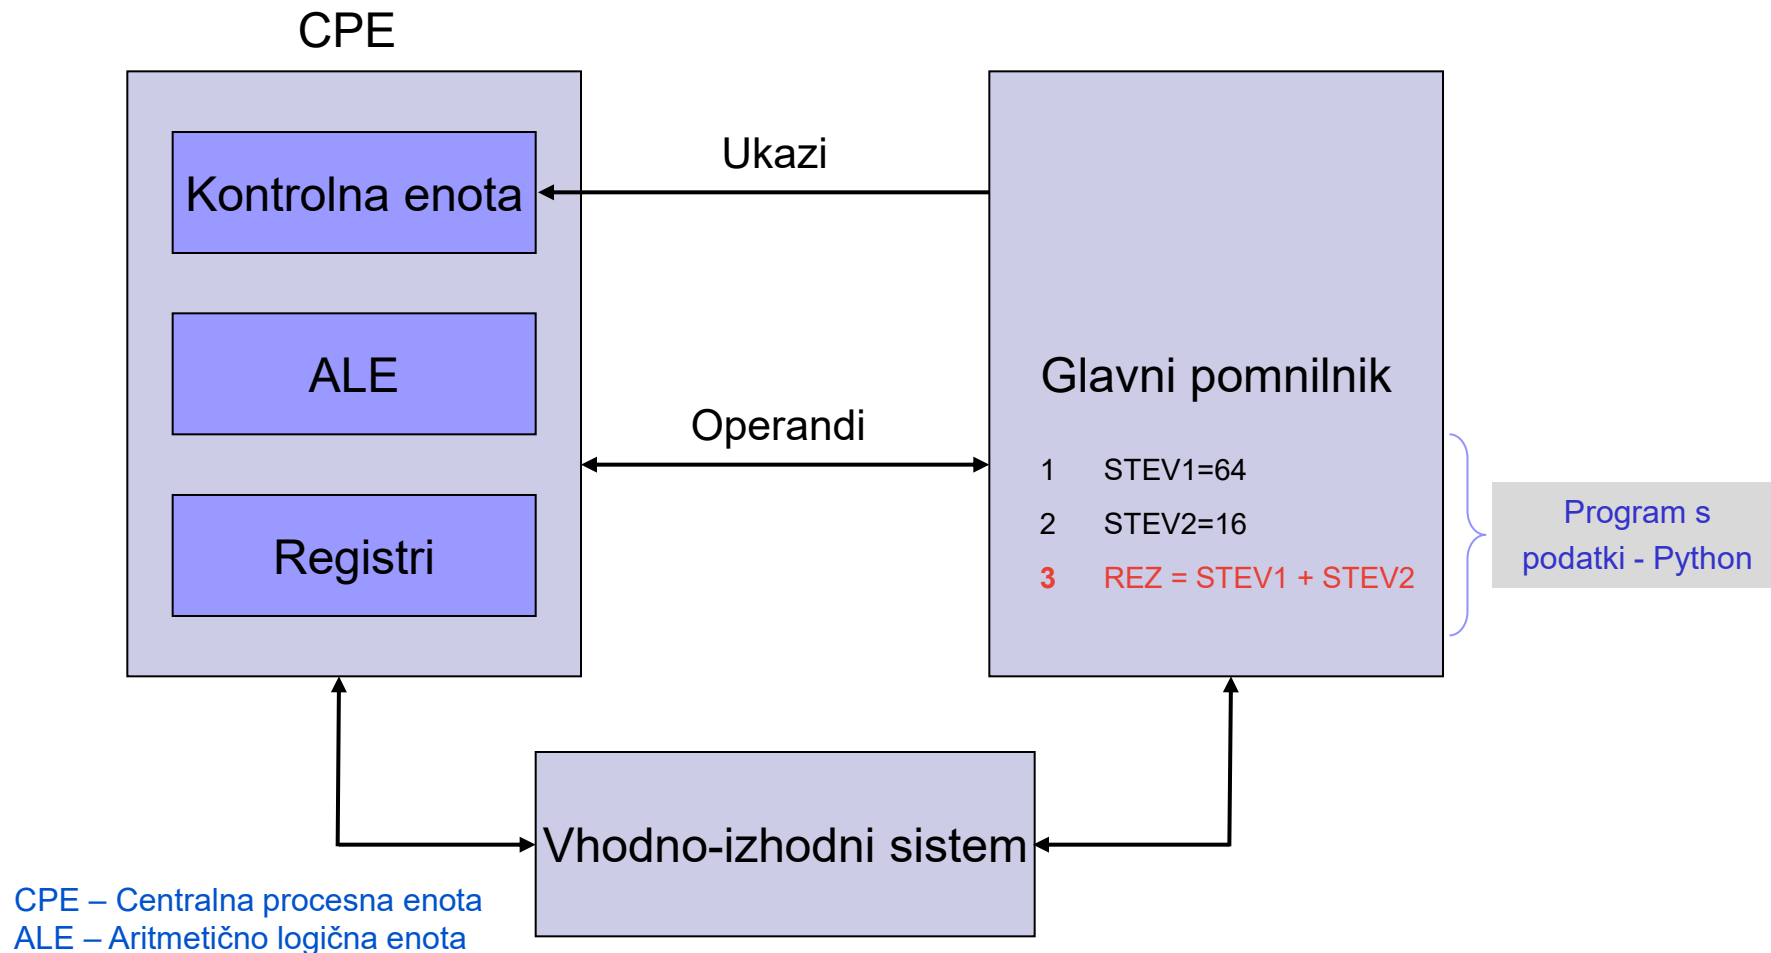 CPE
Kontrolna enota
ALE
Registri
Ukazi
Operandi
Glavni pomnilnik
1 STEV1=64
2 STEV2=16
3 REZ = STEV1 + STEV2
Program s
podatki - Python
Vhodno-izhodni sistem
CPE – Centralna procesna enota
ALE – Aritmetično logična enota